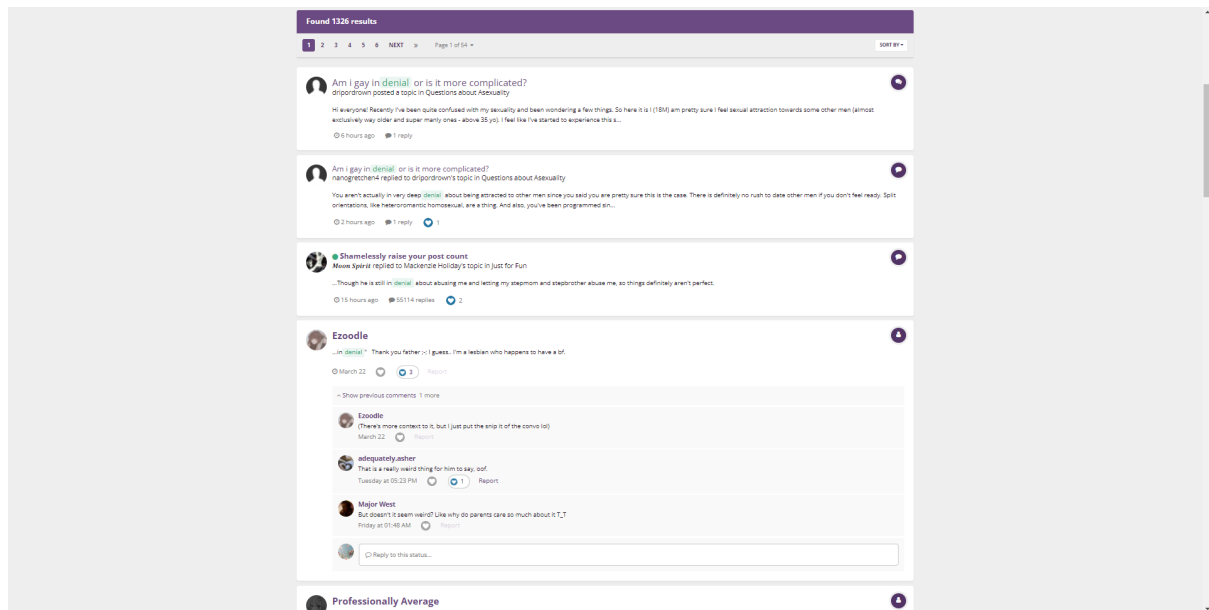 Found 1326 results
1 2 3 4 5 6 NEXT » Page 1 of 54
SORT BY
Am i gay in denial or is it more complicated?
dripordrown posted a topic in Questions about Asexuality
Hi everyone! Recently I've been quite confused with my sexuality and been wondering a few things. So here it is I (18M) am pretty sure I feel sexual attraction towards some other men (almost
exclusively way older and super manly ones - above 35 yo). I feel like I've started to experience this s...
6 hours ago 1 reply
Am i gay in denial or is it more complicated?
nanogretchen4 replied to dripordrown's topic in Questions about Asexuality
You aren't actually in very deep denial about being attracted to other men since you said you are pretty sure this is the case. There is definitely no rush to date other men if you don't feel ready. Split
orientations, like heteroromantic homosexual, are a thing. And also, you've been programmed sin...
2 hours ago 1 reply 1
Shamelessly raise your post count
Moon Spirit replied to Mackenzie Holiday's topic in Just for Fun
...Though he is still in denial about abusing me and letting my stepmom and stepbrother abuse me, so things definitely aren't perfect.
15 hours ago 55114 replies 2
Ezoodle
...in denial" Thank you father ;-; I guess.. I'm a lesbian who happens to have a bf.
March 22 3 Report
Show previous comments 1 more
Ezoodle
(There's more context to it, but I just put the snip it of the convo lol)
March 22 Report
adequately.asher
That is a really weird thing for him to say, oof.
Tuesday at 05:23 PM 1 Report
Major West
But doesn't it seem weird? Like why do parents care so much about it T_T
Friday at 01:48 AM Report
Reply to this status...
Professionally Average